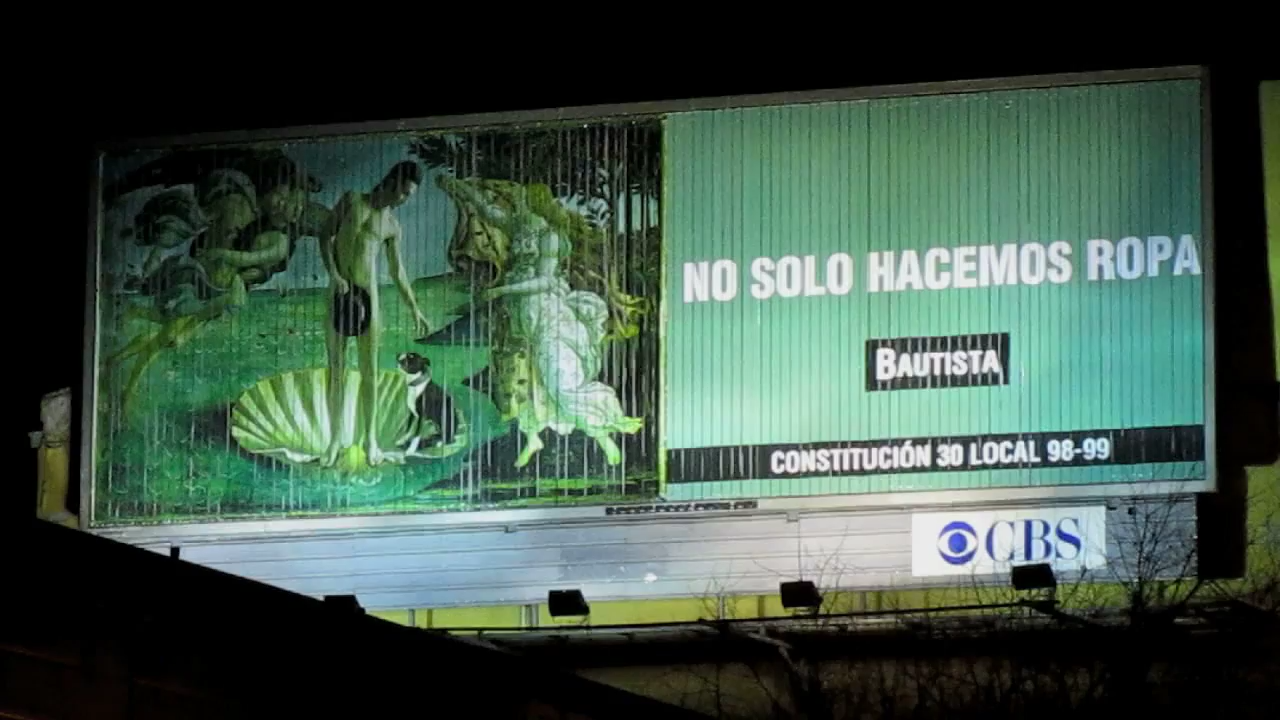 NO SOLO HACEMOS ROPA
BAUTISTA
CONSTITUCIÓN 30 LOCAL 98-99
CBS